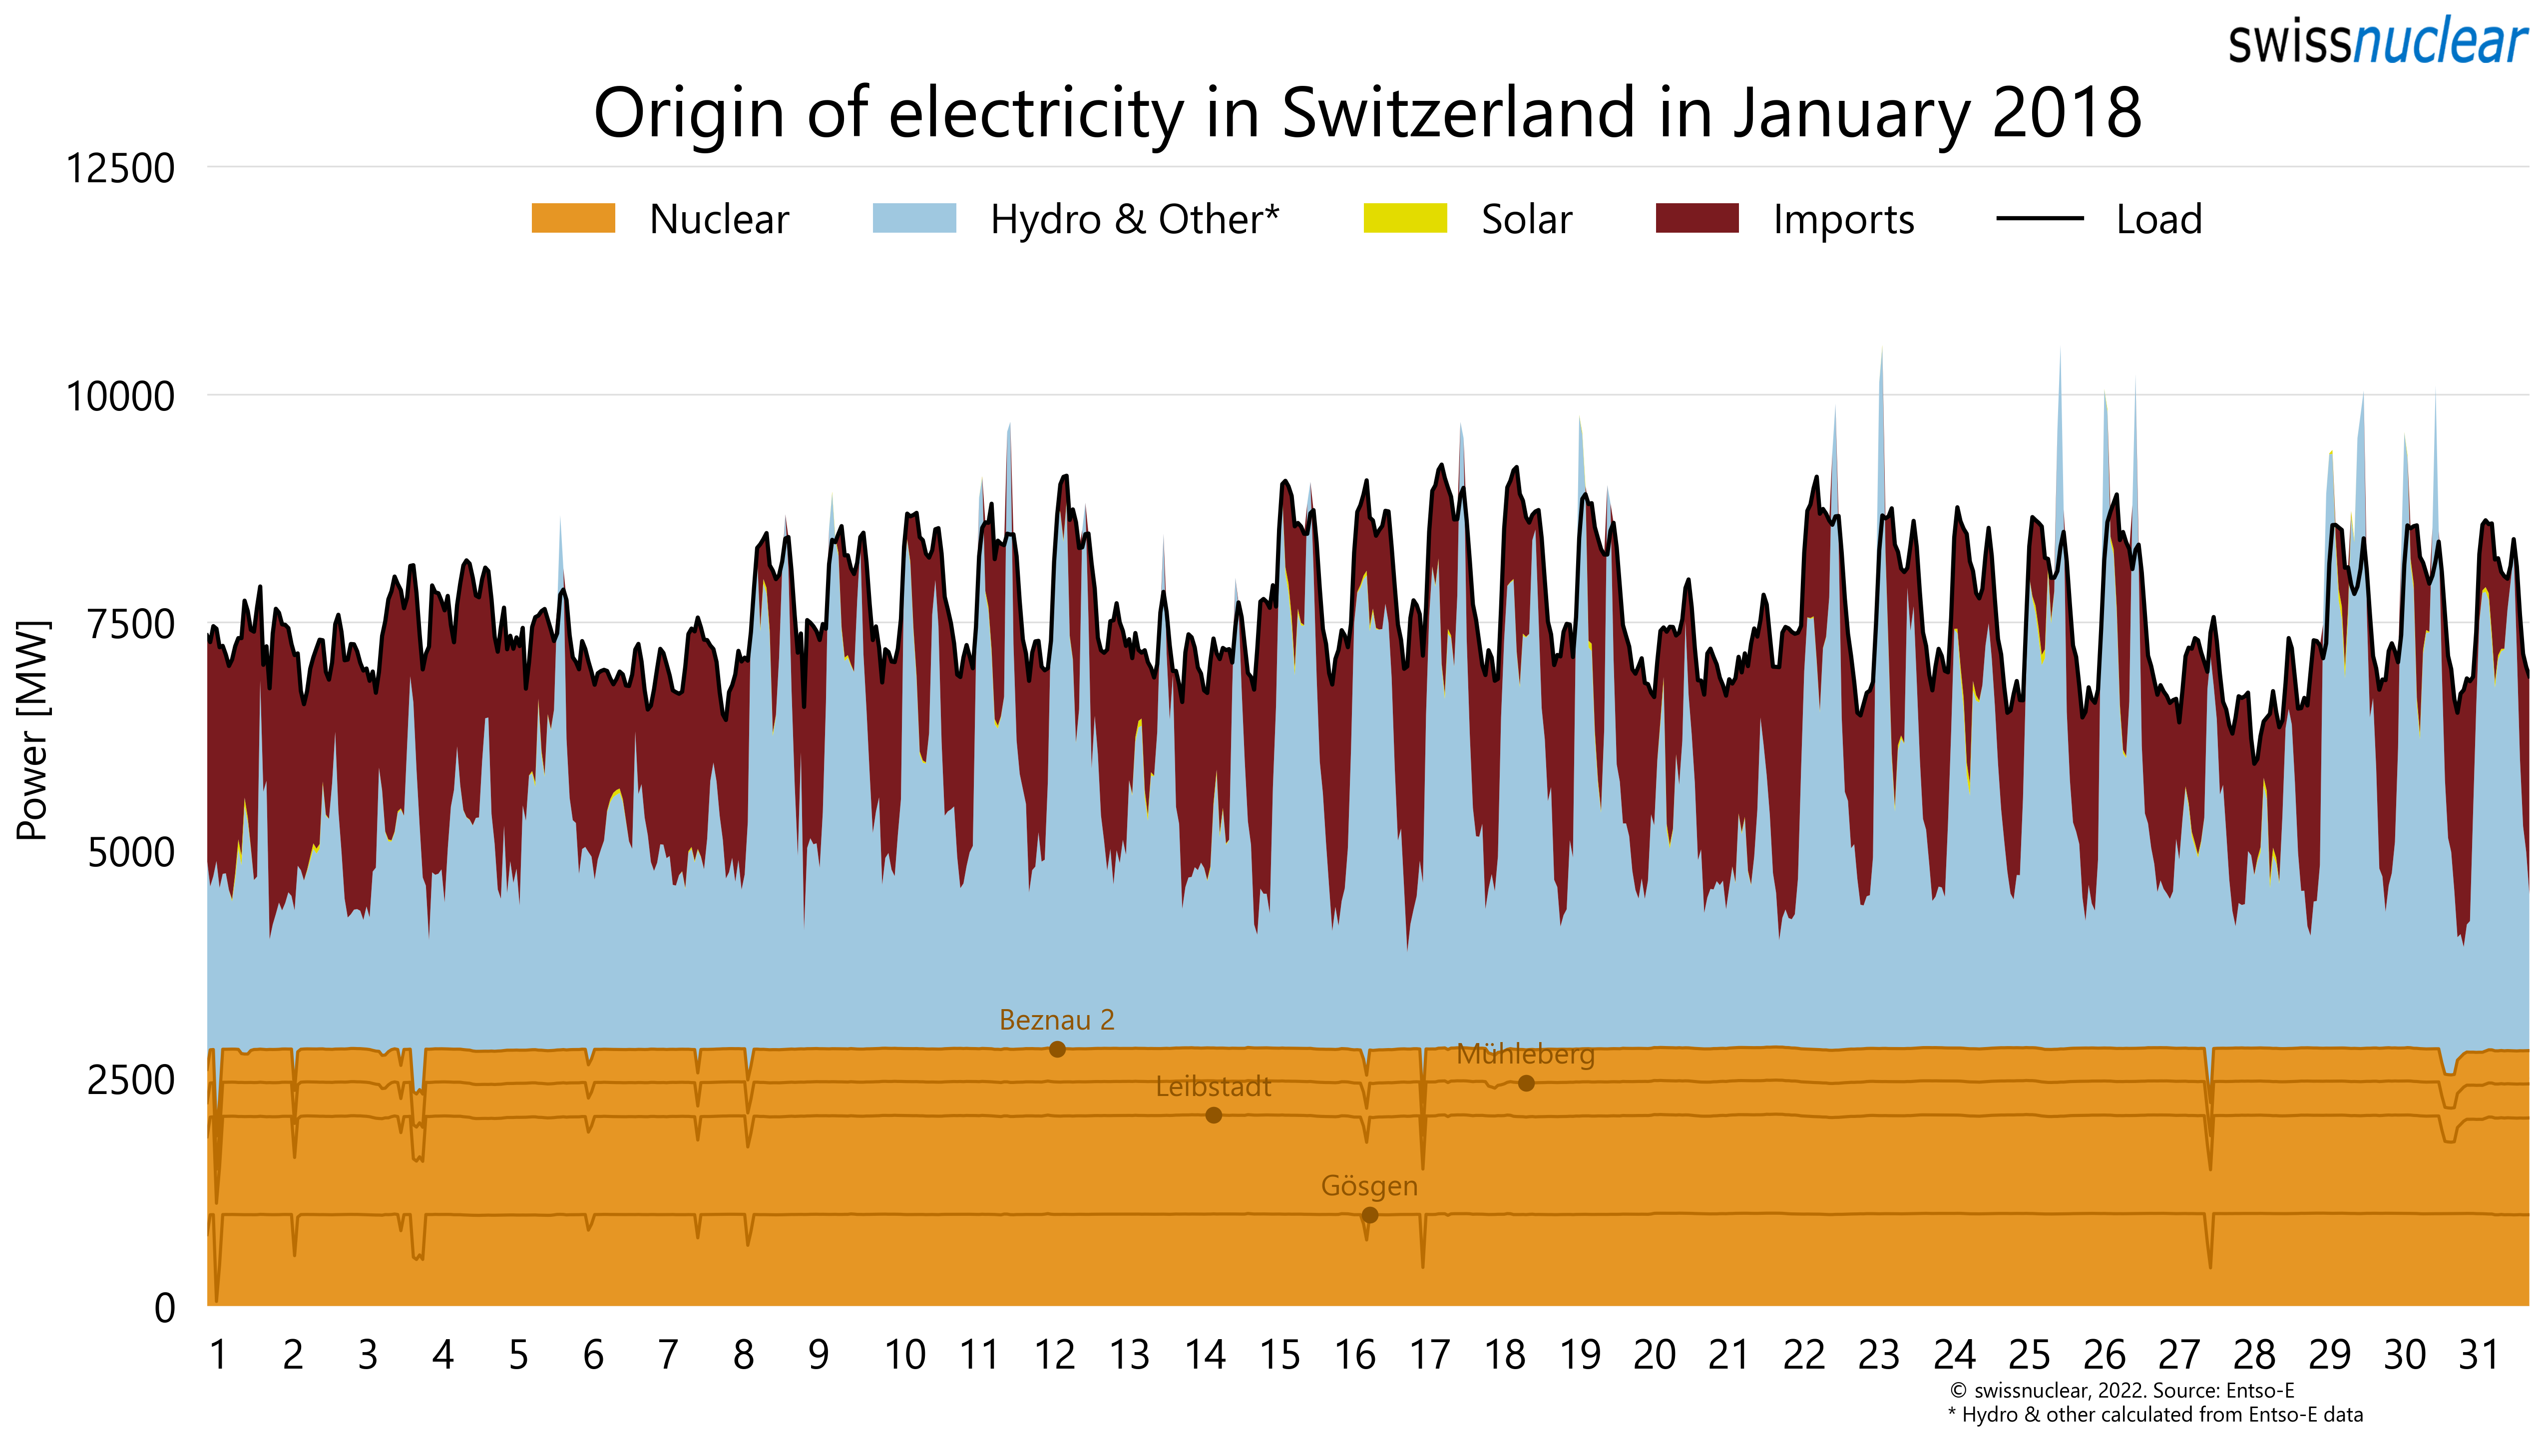 swissnuclear
Origin of electricity in Switzerland in January 2018
12500
Nuclear Hydro & Other* Solar Imports Load
10000
7500
5000
2500
0
Power [MW]
Beznau 2
Mühleberg
Leibstadt
Gösgen
1 2 3 4 5 6 7 8 9 10 11 12 13 14 15 16 17 18 19 20 21 22 23 24 25 26 27 28 29 30 31
© swissnuclear, 2022. Source: Entso-E
* Hydro & other calculated from Entso-E data